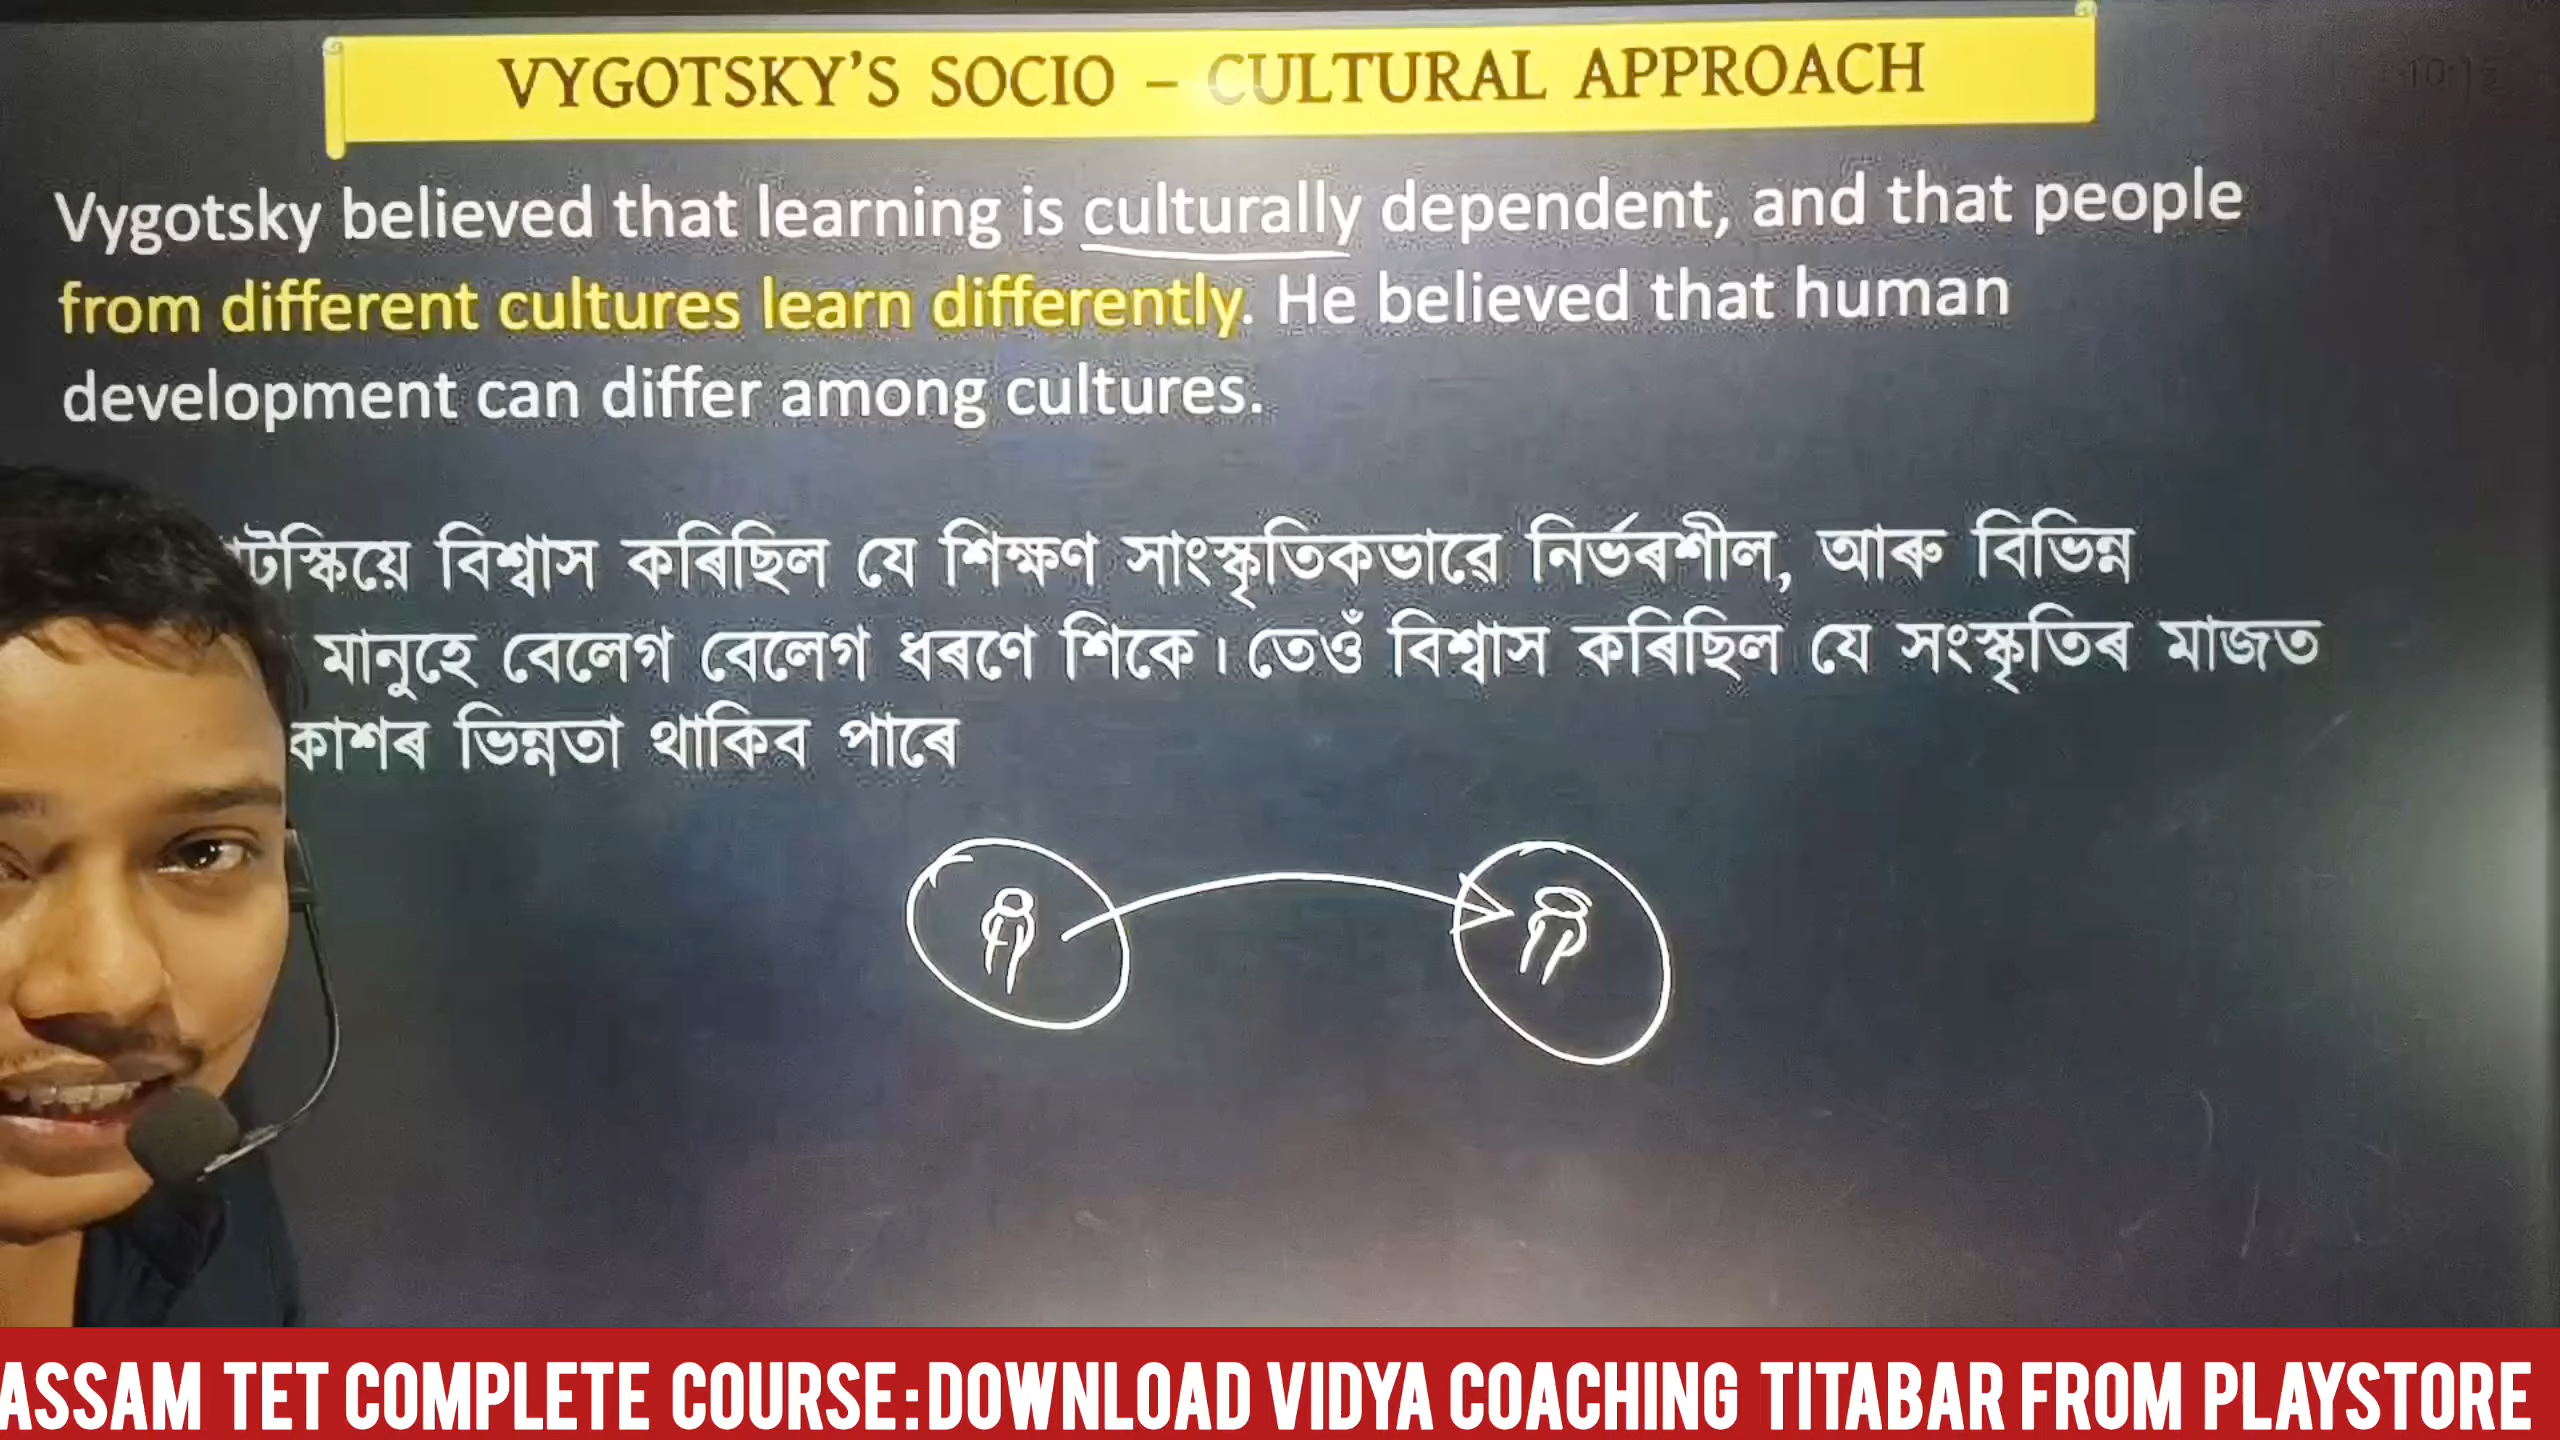 VYGOTSKY'S SOCIO – CULTURAL APPROACH
Vygotsky believed that learning is culturally dependent, and that people
from different cultures learn differently. He believed that human
development can differ among cultures.
বিশ্বাস কৰিছিল যে শিক্ষণ সাংস্কৃতিকভাৱে নিৰ্ভৰশীল, আৰু বিভিন্ন
মানুহে বেলেগ বেলেগ ধৰণে শিকে। তেওঁ বিশ্বাস কৰিছিল যে সংস্কৃতিৰ মাজত
ভিন্নতা থাকিব পাৰে
ASSAM TET COMPLETE COURSE:DOWNLOAD VIDYA COACHING TITABAR FROM PLAYSTORE